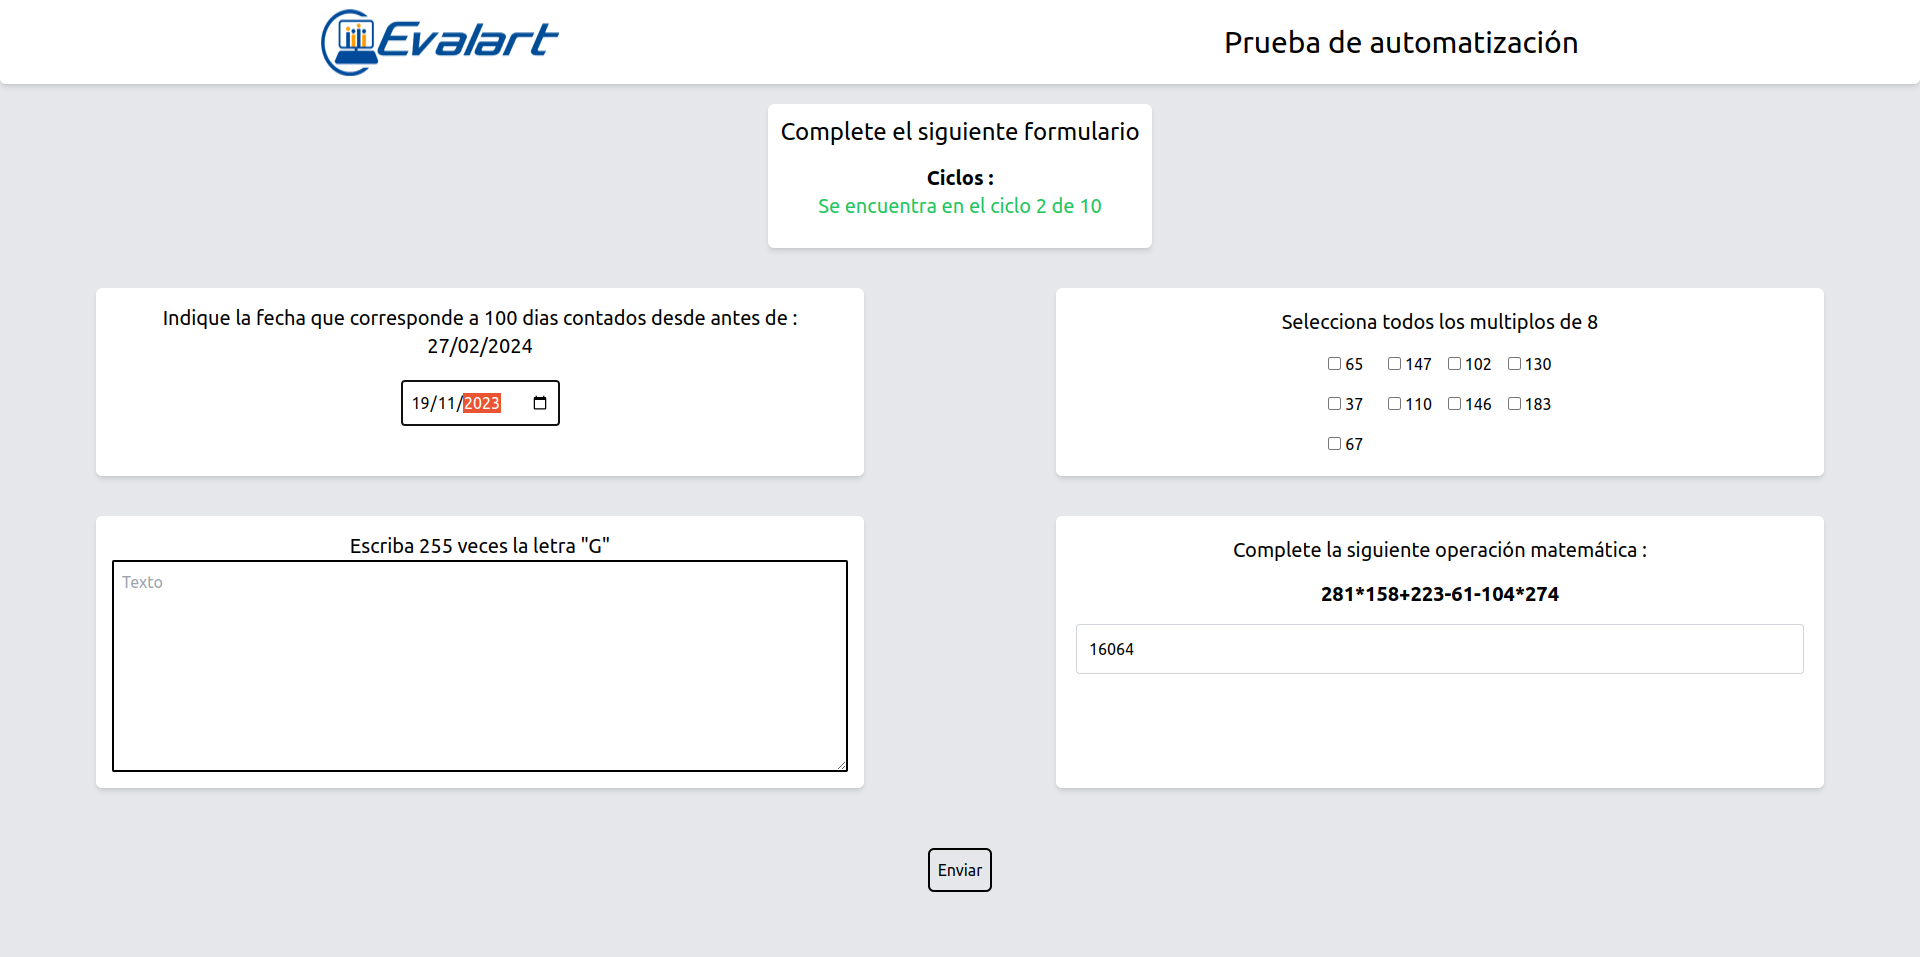 Evalart
Prueba de automatización
Complete el siguiente formulario
Ciclos :
Se encuentra en el ciclo 2 de 10
Indique la fecha que corresponde a 100 dias contados desde antes de :
27/02/2024
19/11/2023
Selecciona todos los multiplos de 8
65 147 102 130
37 110 146 183
67
Escriba 255 veces la letra "G"
Texto
Complete la siguiente operación matemática :
281*158+223-61-104*274
16064
Enviar